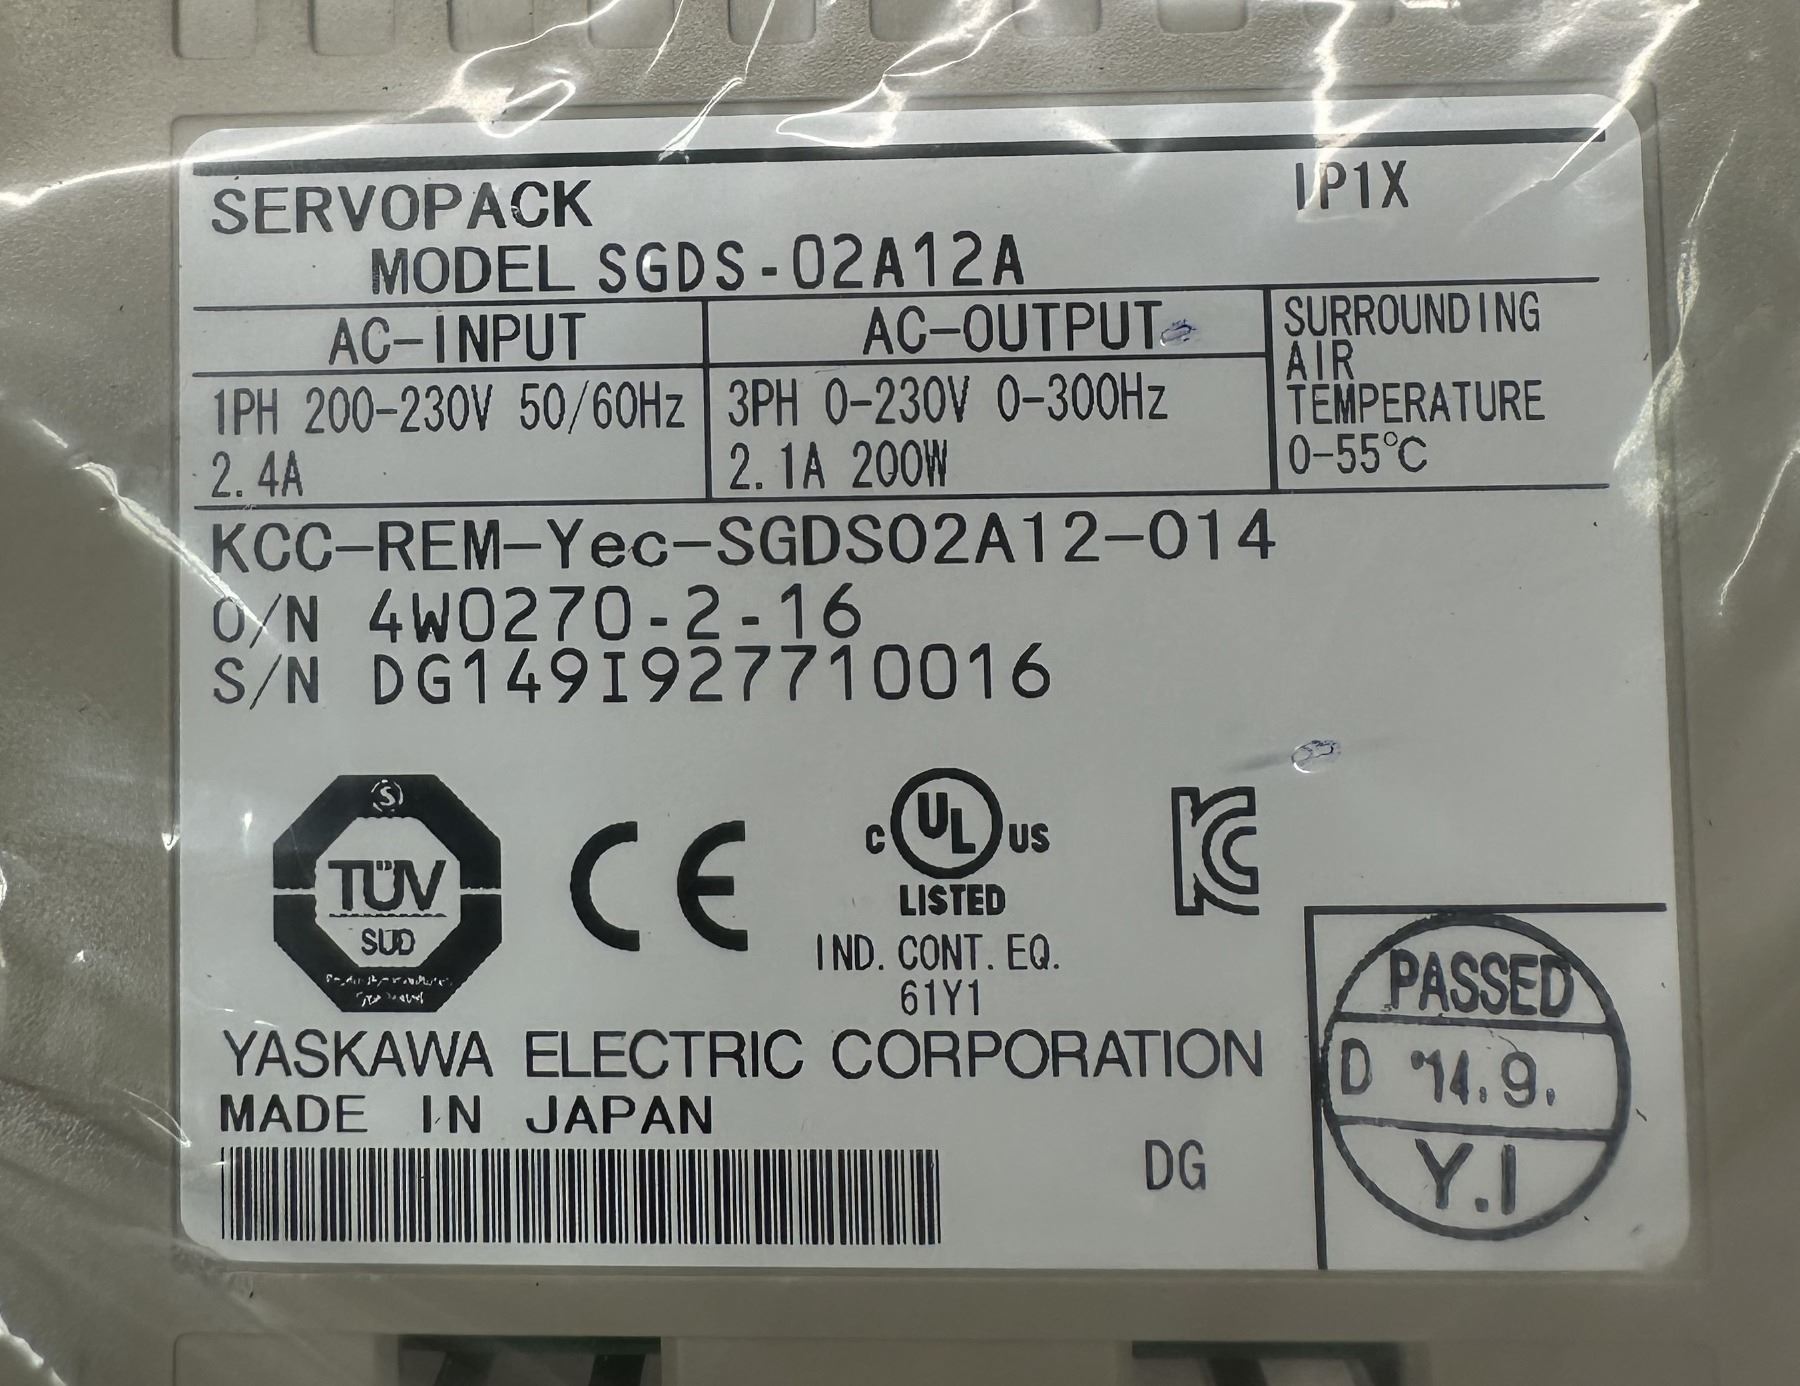 SERVOPACK IP1X
MODEL SGDS-02A12A
AC-INPUT
1PH 200-230V 50/60Hz
2.4A
AC-OUTPUT
3PH 0-230V 0-300Hz
2.1A 200W
SURROUNDING
AIR
TEMPERATURE
0-55℃
KCC-REM-Yec-SGDS02A12-014
O/N 4W0270-2-16
S/N DG149I927710016
S
TÜV
SUD
CE
C UL US
LISTED
IND. CONT. EQ.
61Y1
KC
YASKAWA ELECTRIC CORPORATION
MADE IN JAPAN
DG
PASSED
D '14.9.
Y.I